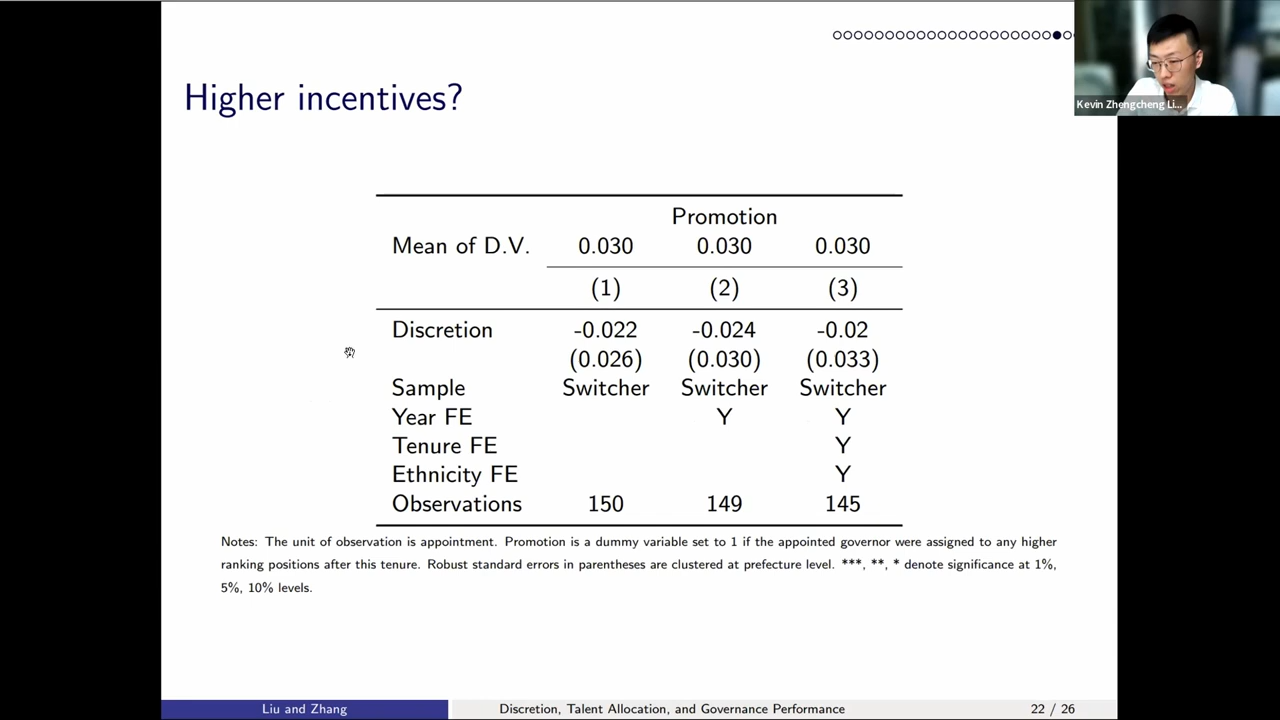 Higher incentives?
Kevin Zhengcheng Li...
Promotion
Mean of D.V. 0.030 0.030 0.030
(1) (2) (3)
Discretion -0.022 -0.024 -0.02
(0.026) (0.030) (0.033)
Sample Switcher Switcher Switcher
Year FE Y Y
Tenure FE Y
Ethnicity FE Y
Observations 150 149 145
Notes: The unit of observation is appointment. Promotion is a dummy variable set to 1 if the appointed governor were assigned to any higher
ranking positions after this tenure. Robust standard errors in parentheses are clustered at prefecture level. ***, **, * denote significance at 1%,
5%, 10% levels.
Liu and Zhang Discretion, Talent Allocation, and Governance Performance 22 / 26